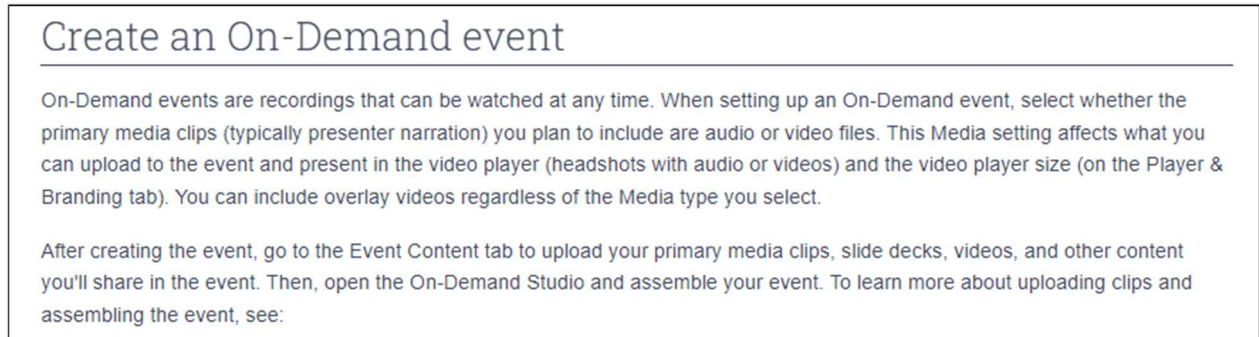 Create an On-Demand event
On-Demand events are recordings that can be watched at any time. When setting up an On-Demand event, select whether the
primary media clips (typically presenter narration) you plan to include are audio or video files. This Media setting affects what you
can upload to the event and present in the video player (headshots with audio or videos) and the video player size (on the Player &
Branding tab). You can include overlay videos regardless of the Media type you select.
After creating the event, go to the Event Content tab to upload your primary media clips, slide decks, videos, and other content
you'll share in the event. Then, open the On-Demand Studio and assemble your event. To learn more about uploading clips and
assembling the event, see: